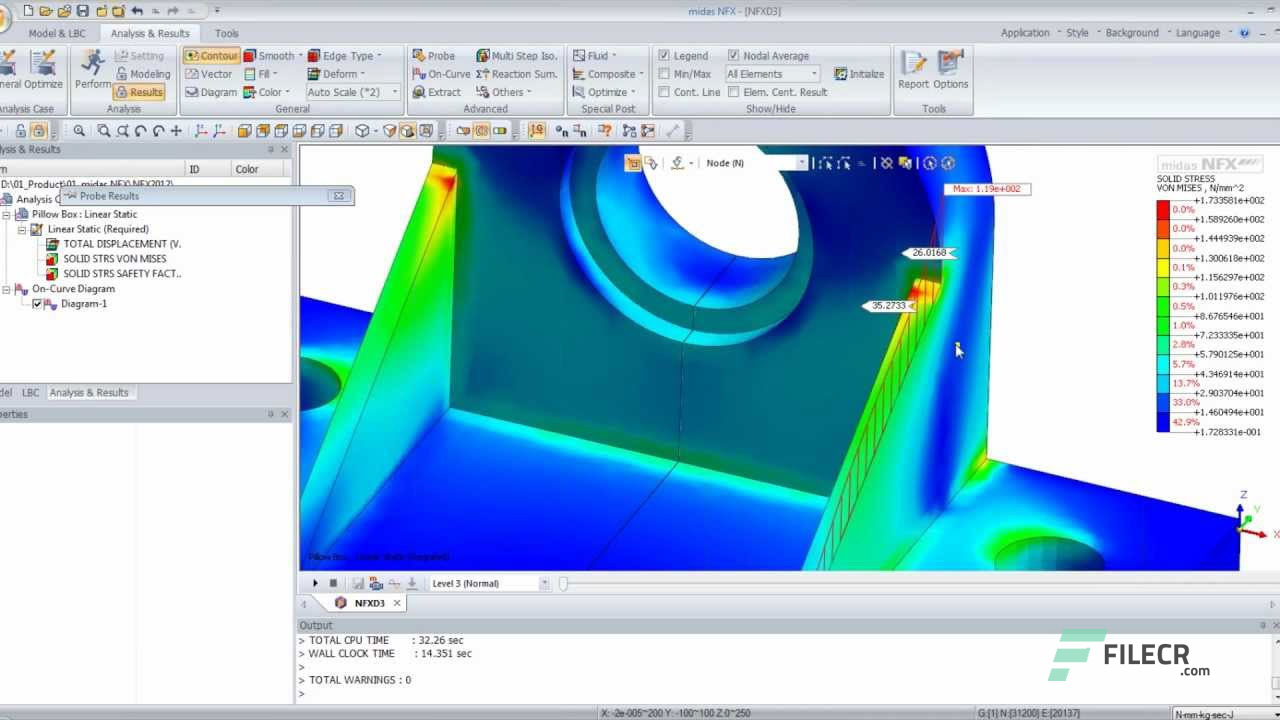 midas NFX - [NFXD3]
Model & LBC
Analysis & Results
Tools
Application
Style
Background
Language
Setting
Modeling
Results
Perform
Optimize
Analysis
Contour
Smooth
Edge Type
Vector
Fill
Deform
Diagram
Color
Auto Scale (*2)
General
Probe
Multi Step Iso.
On-Curve
Reaction Sum.
Extract
Others
Advanced
Fluid
Composite
Optimize
Special Post
Legend
Nodal Average
Min/Max
All Elements
Initialize
Cont. Line
Elem. Cent. Result
Show/Hide
Report
Options
Tools
Node (N)
ID
Color
D:\01_Product\01_midas NFX\NFX2017\
Probe Results
Pillow Box : Linear Static
Linear Static (Required)
TOTAL DISPLACEMENT (V.
SOLID STRS VON MISES
SOLID STRS SAFETY FACT..
On-Curve Diagram
Diagram-1
LBC
Analysis & Results
Max: 1.19e+002
26.0168
35.2733
midas NFX
SOLID STRESS
VON MISES , N/mm^2
+1.733581e+002
0.0%
+1.589260e+002
0.0%
+1.444939e+002
0.0%
+1.300618e+002
0.1%
+1.156297e+002
0.3%
+1.011976e+002
0.5%
+8.676546e+001
1.0%
+7.233335e+001
2.8%
+5.790125e+001
5.7%
+4.346914e+001
13.7%
+2.903704e+001
33.0%
+1.460494e+001
42.9%
+1.728331e-001
Z
Y
X
Pillow Box, Linear Static (Required)
Level 3 (Normal)
NFXD3
Output
> TOTAL CPU TIME : 32.26 sec
> WALL CLOCK TIME : 14.351 sec
>
> TOTAL WARNINGS : 0
>
FILECR
.com
X: -2e-005~200 Y: -100~100 Z:0~250
G:[1] N:[31200] E:[20137]
N-mm-kg-sec-J